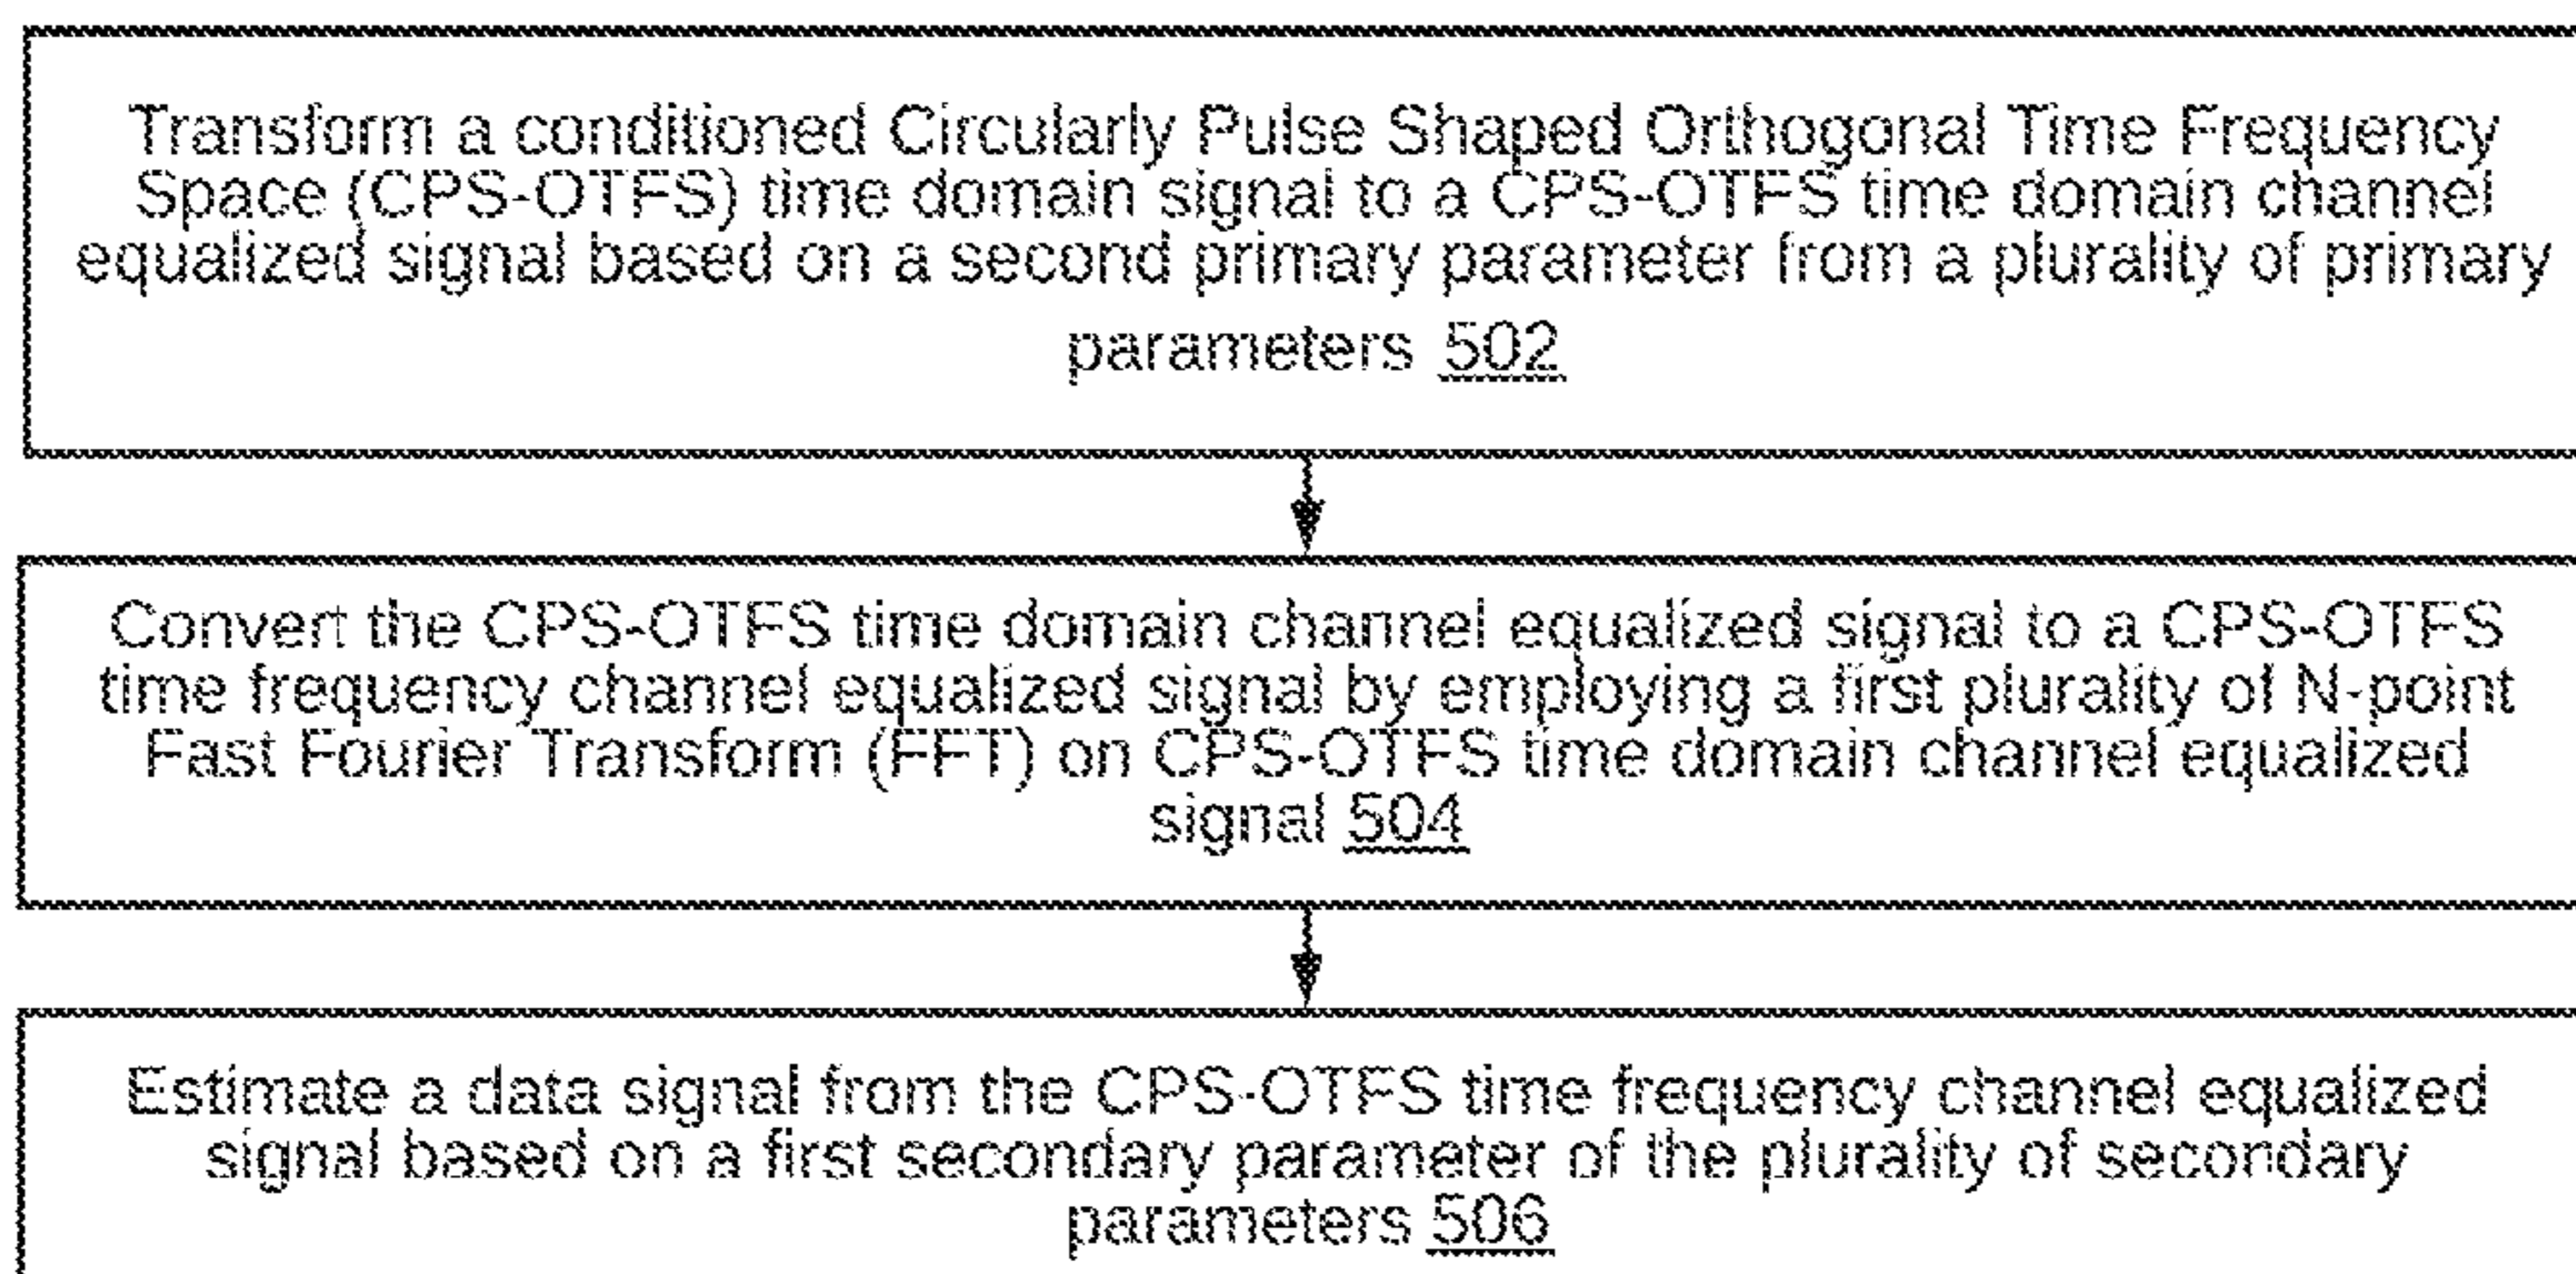 Transform a conditioned Circularly Pulse Shaped Orthogonal Time Frequency
Space (CPS-OTFS) time domain signal to a CPS-OTFS time domain channel
equalized signal based on a second primary parameter from a plurality of primary
parameters 502
Convert the CPS-OTFS time domain channel equalized signal to a CPS-OTFS
time frequency channel equalized signal by employing a first plurality of N-point
Fast Fourier Transform (FFT) on CPS-OTFS time domain channel equalized
signal 504
Estimate a data signal from the CPS-OTFS time frequency channel equalized
signal based on a first secondary parameter of the plurality of secondary
parameters 506